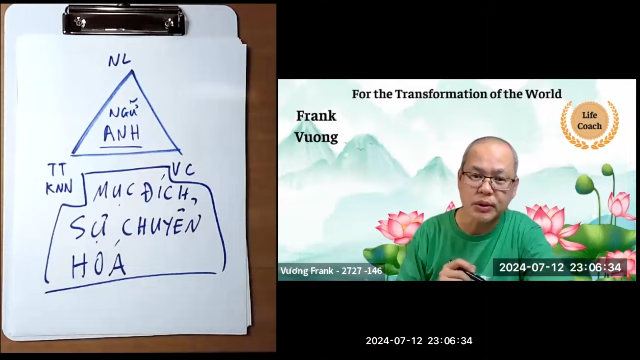 NL
NGŨ
ANH
TT
KNN
VC
MỤC ĐÍCH,
SỰ CHUYỂN
HOÁ
For the Transformation of the World
Frank
Vuong
Life
Coach
Vương Frank - 2727 -146
2024-07-12 23:06:34
2024-07-12 23:06:34